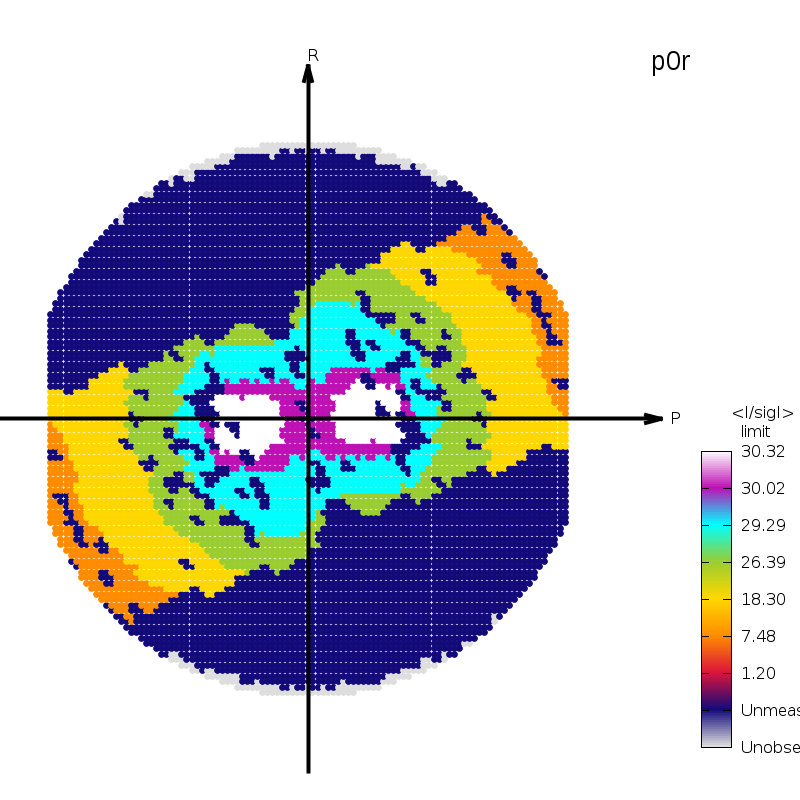 R
p0r
P
<I/sigI>
limit
30.32
30.02
29.29
26.39
18.30
7.48
1.20
Unmeas
Unobse